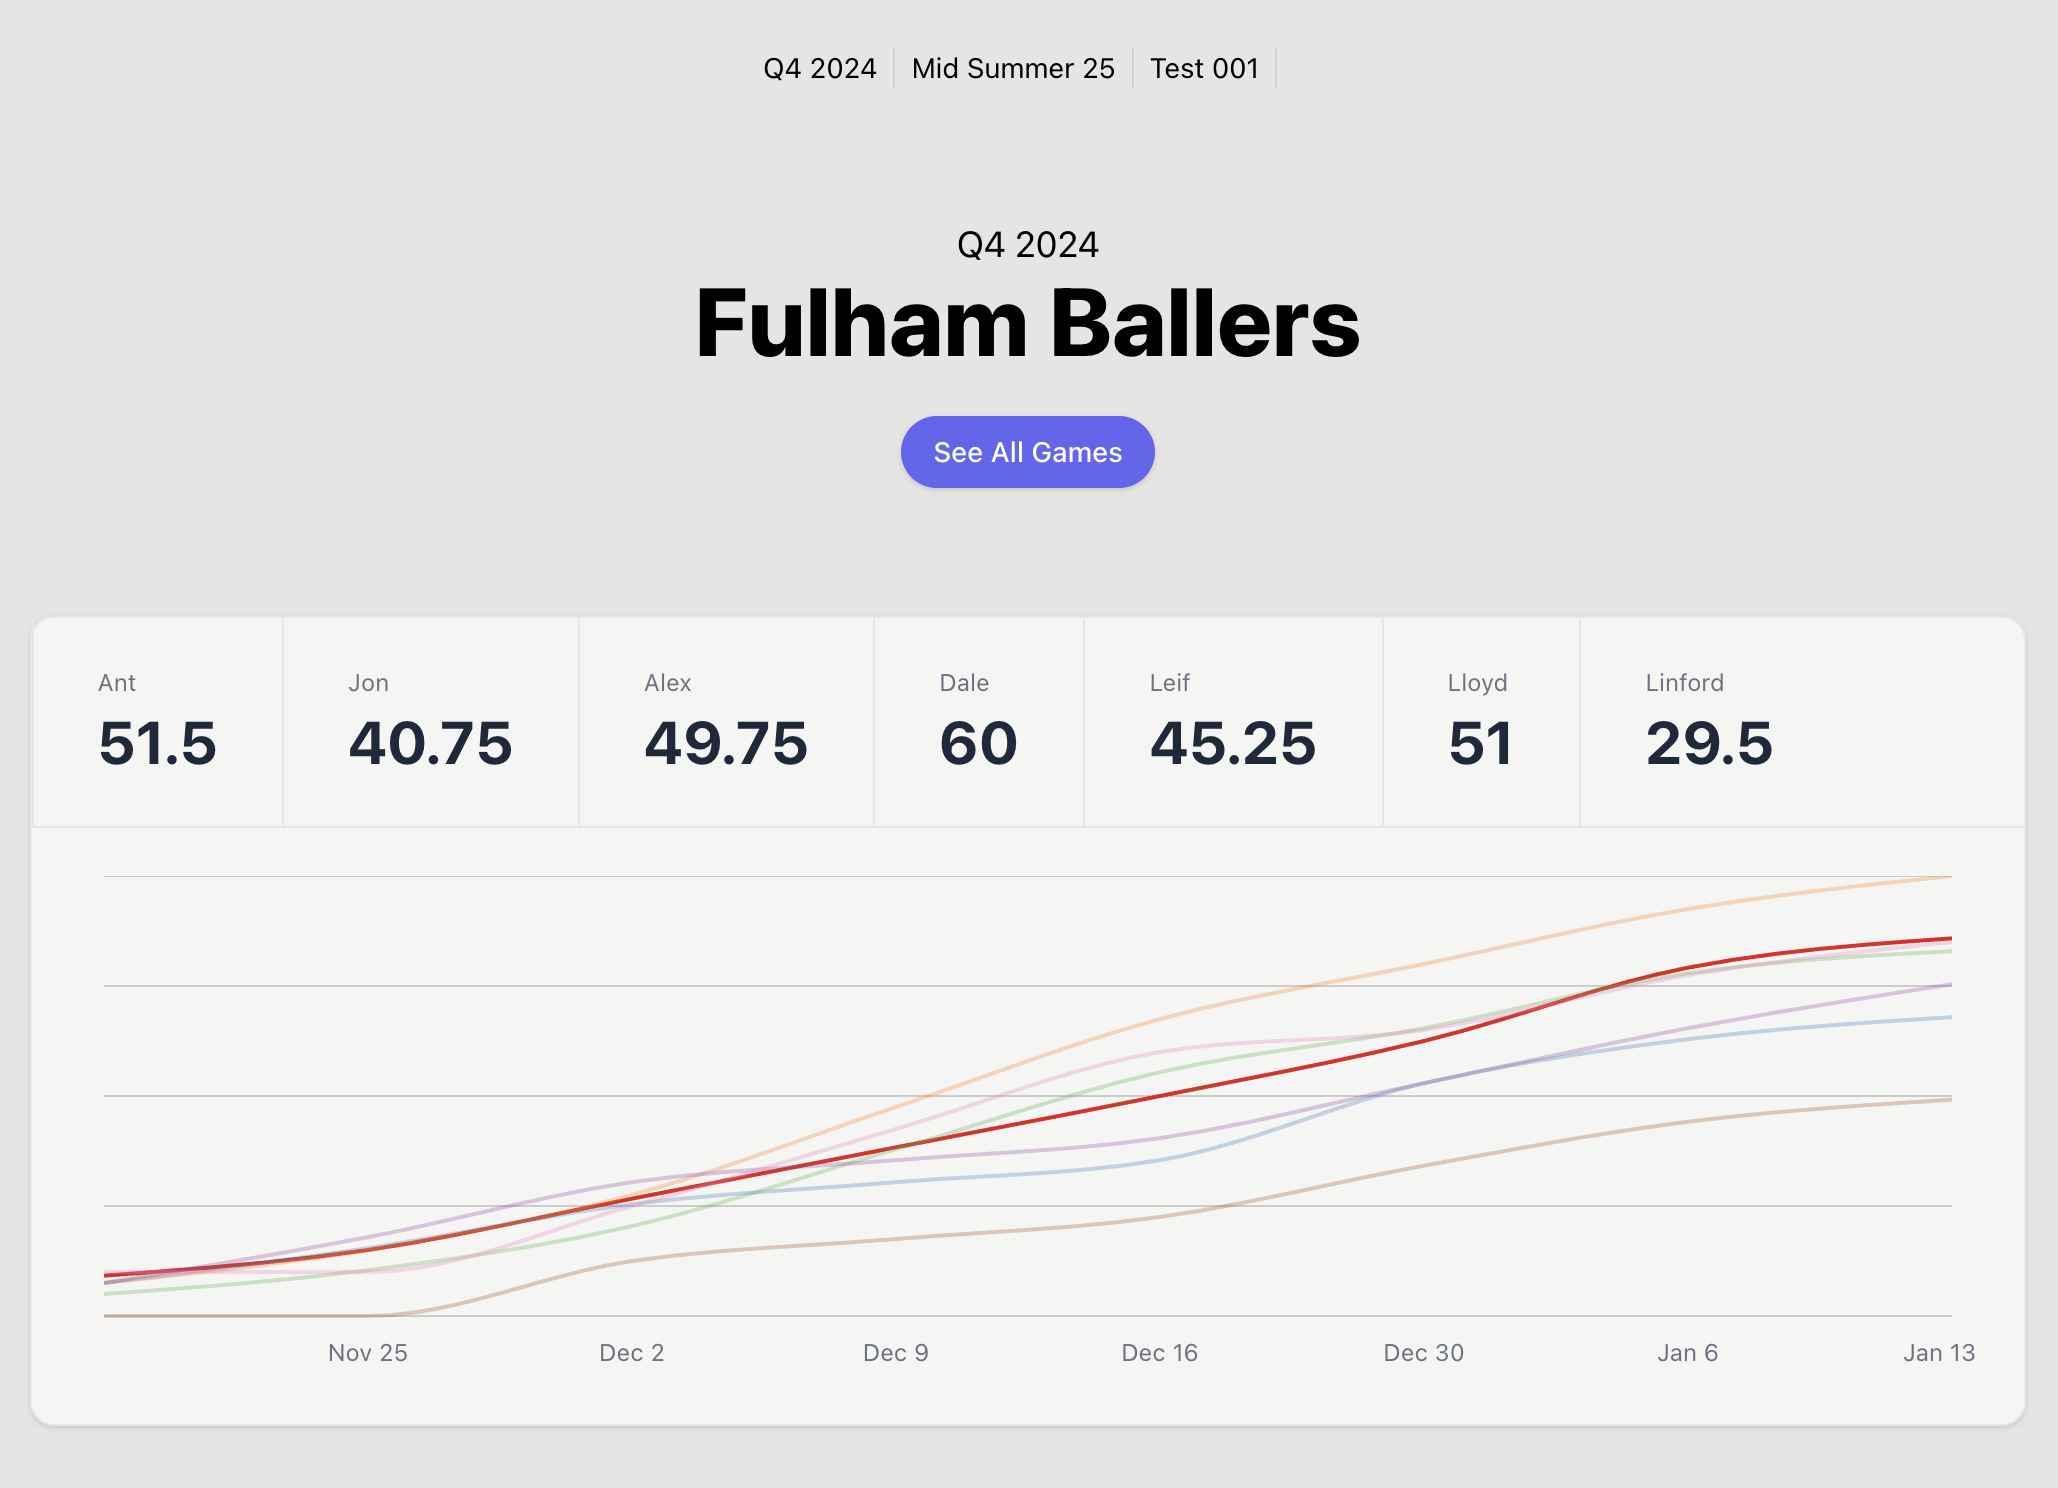 Q4 2024 Mid Summer 25 Test 001
Q4 2024
Fulham Ballers
See All Games
Ant Jon Alex Dale Leif Lloyd Linford
51.5 40.75 49.75 60 45.25 51 29.5
Nov 25 Dec 2 Dec 9 Dec 16 Dec 30 Jan 6 Jan 13